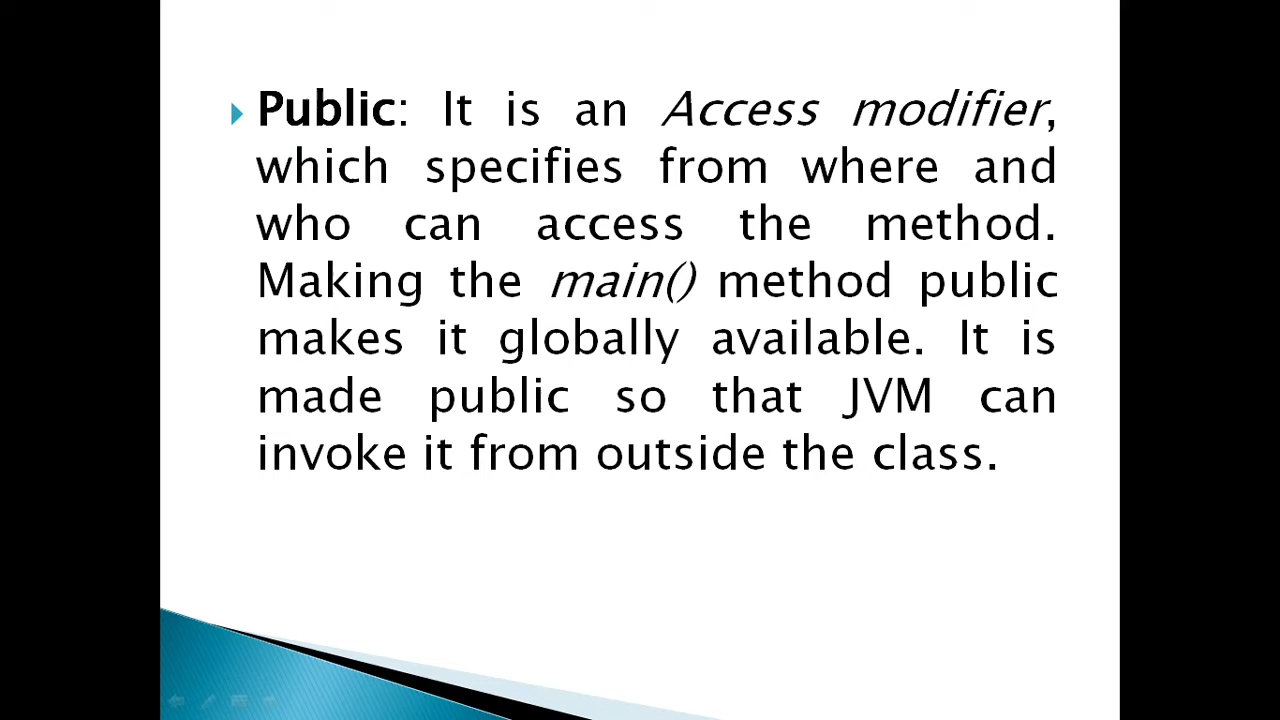 Public: It is an Access modifier,
which specifies from where and
who can access the method.
Making the main() method public
makes it globally available. It is
made public so that JVM can
invoke it from outside the class.